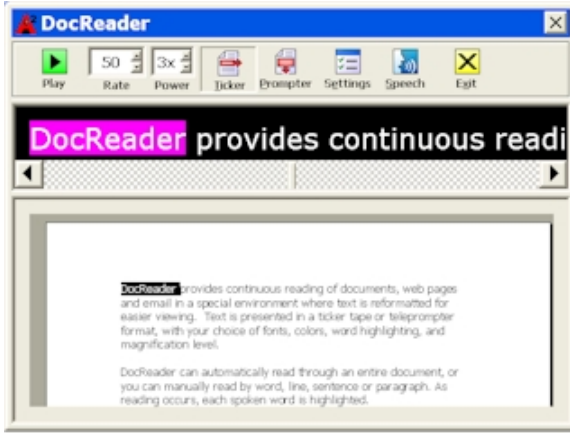 DocReader
50
3x
Play
Rate
Power
Ticker
Prompter
Settings
Speech
Exit
DocReader provides continuous readi
DocReader provides continuous reading of documents, web pages
and email in a special environment where text is reformatted for
easier viewing. Text is presented in a ticker tape or teleprompter
format, with your choice of fonts, colors, word highlighting, and
magnification level.
DocReader can automatically read through an entire document, or
you can manually read by word, line, sentence or paragraph. As
reading occurs, each spoken word is highlighted.